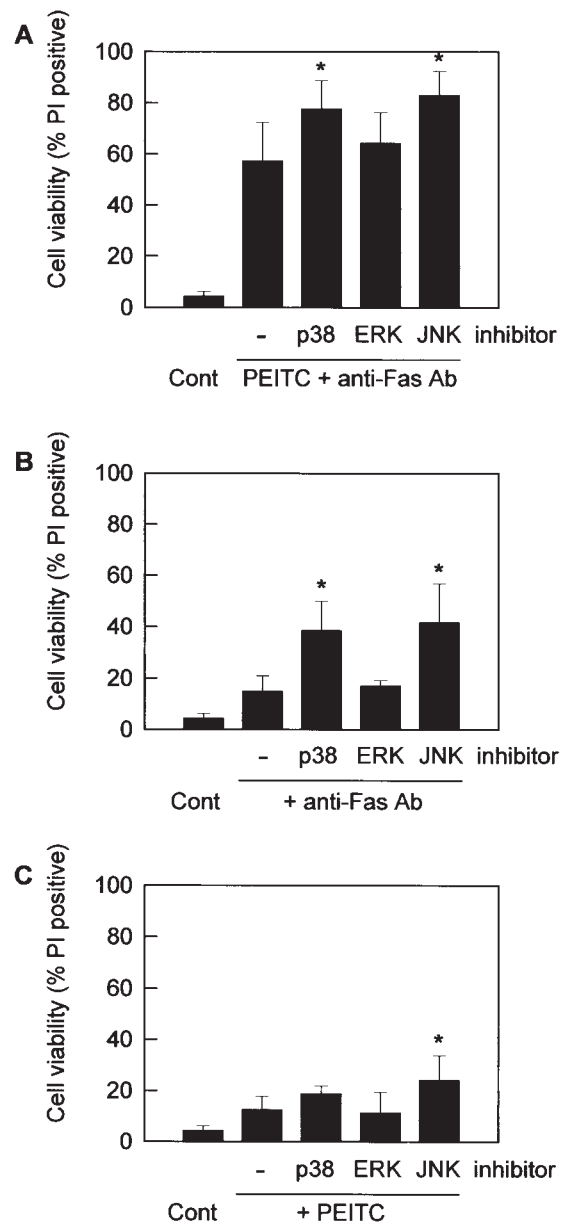 A
Cell viability (% PI positive)
100
80
60
40
20
0
*
*
- p38 ERK JNK inhibitor
Cont PEITC + anti-Fas Ab
B
Cell viability (% PI positive)
100
80
60
40
20
0
*
*
- p38 ERK JNK inhibitor
Cont + anti-Fas Ab
C
Cell viability (% PI positive)
100
80
60
40
20
0
*
- p38 ERK JNK inhibitor
Cont + PEITC